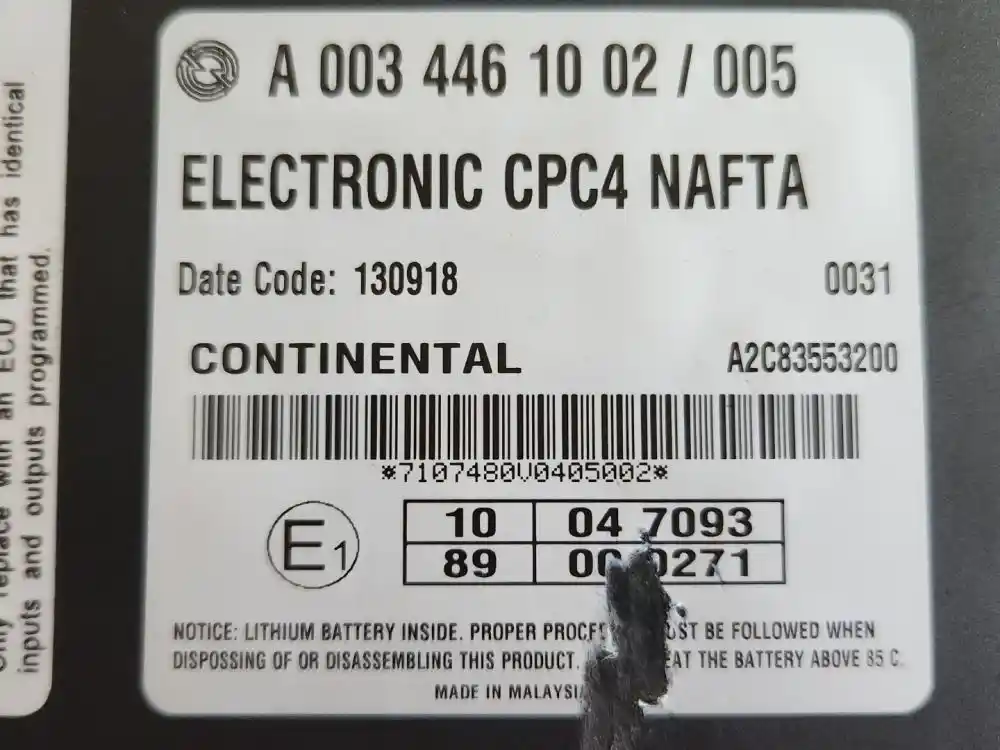 A 003 446 10 02 / 005
ELECTRONIC CPC4 NAFTA
Date Code: 130918 0031
CONTINENTAL A2C83553200
*7107480V0405002*
E1
10 04 7093
89 0271
NOTICE: LITHIUM BATTERY INSIDE. PROPER BE FOLLOWED WHEN
DISPOSSING OF OR DISASSEMBLING THIS PRODUCT. THE BATTERY ABOVE 85 C.
MADE IN
replace with an ECU that has identical
inputs and outputs programmed.